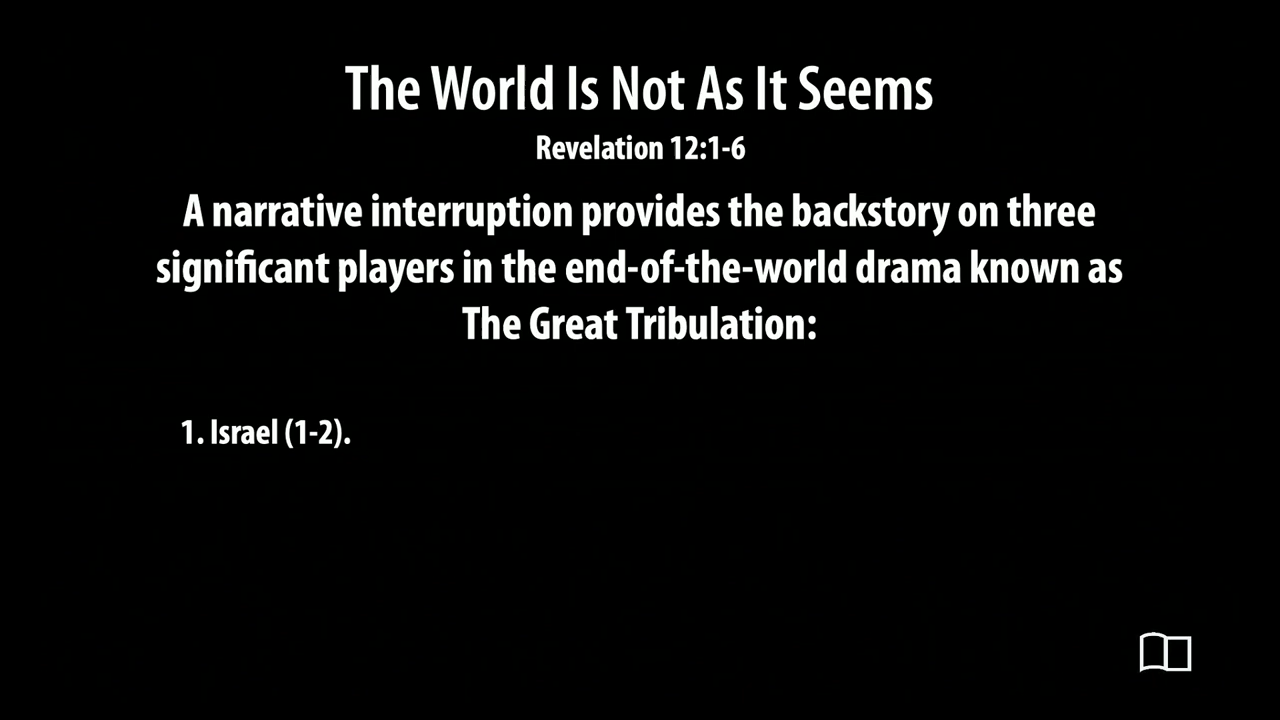 The World Is Not As It Seems
Revelation 12:1-6
A narrative interruption provides the backstory on three
significant players in the end-of-the-world drama known as
The Great Tribulation:
1. Israel (1-2).